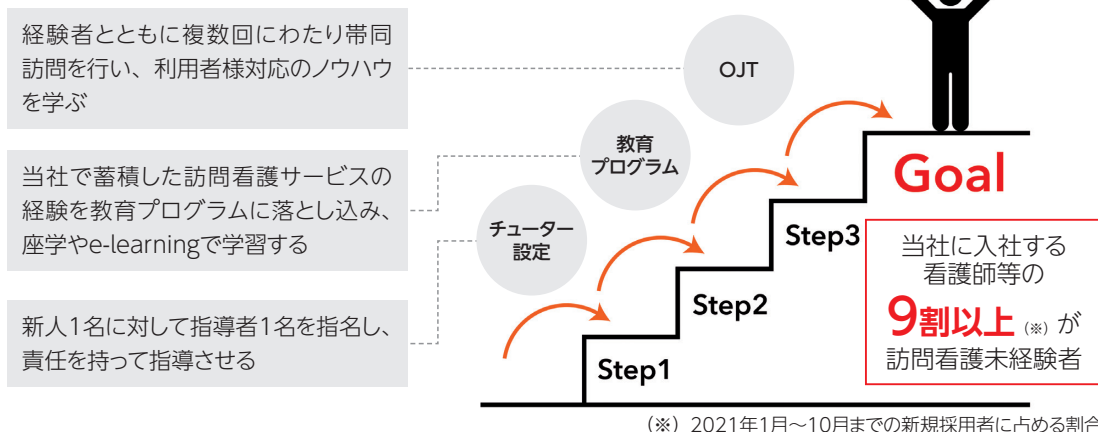 経験者とともに複数回にわたり帯同
訪問を行い、利用者様対応のノウハウ
を学ぶ
OJT
当社で蓄積した訪問看護サービスの
経験を教育プログラムに落とし込み、
座学やe-learningで学習する
教育
プログラム
新人1名に対して指導者1名を指名し、
責任を持って指導させる
チューター
設定
Step1
Step2
Step3
Goal
当社に入社する
看護師等の
9割以上（※）が
訪問看護未経験者
（※）2021年1月～10月までの新規採用者に占める割合